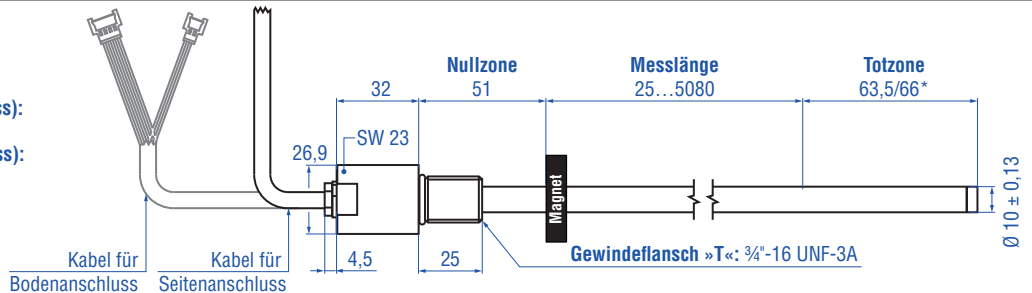 Nullzone
Messlänge
Totzone
32
51
25…5080
63,5/66*
ss):
SW 23
ss):
26,9
Magnet
Ø 10 ± 0,13
4,5
25
Gewindeflansch »T«: ¾"-16 UNF-3A
Kabel für
Bodenanschluss
Kabel für
Seitenanschluss